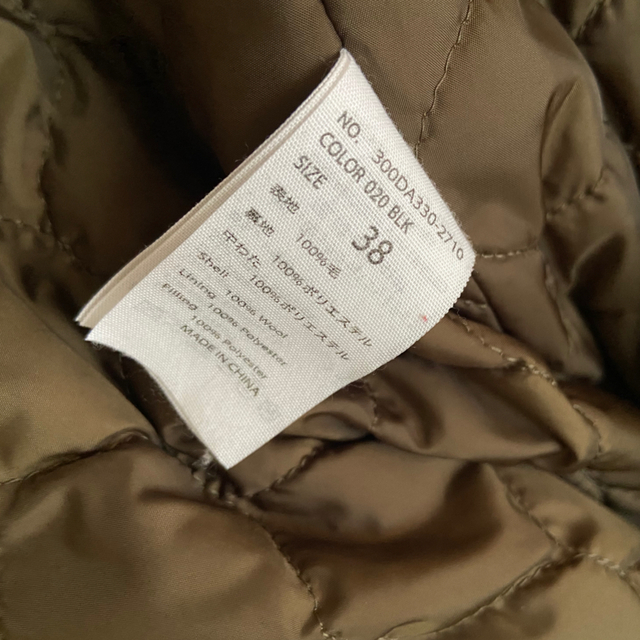 NO. 300DA330-2710
COLOR 020 BLK
SIZE 38
表地 100%毛
裏地 100%ポリエステル
中わた 100%ポリエステル
Shell 100% Wool
Lining 100% Polyester
Filling 100% Polyester
MADE IN CHINA